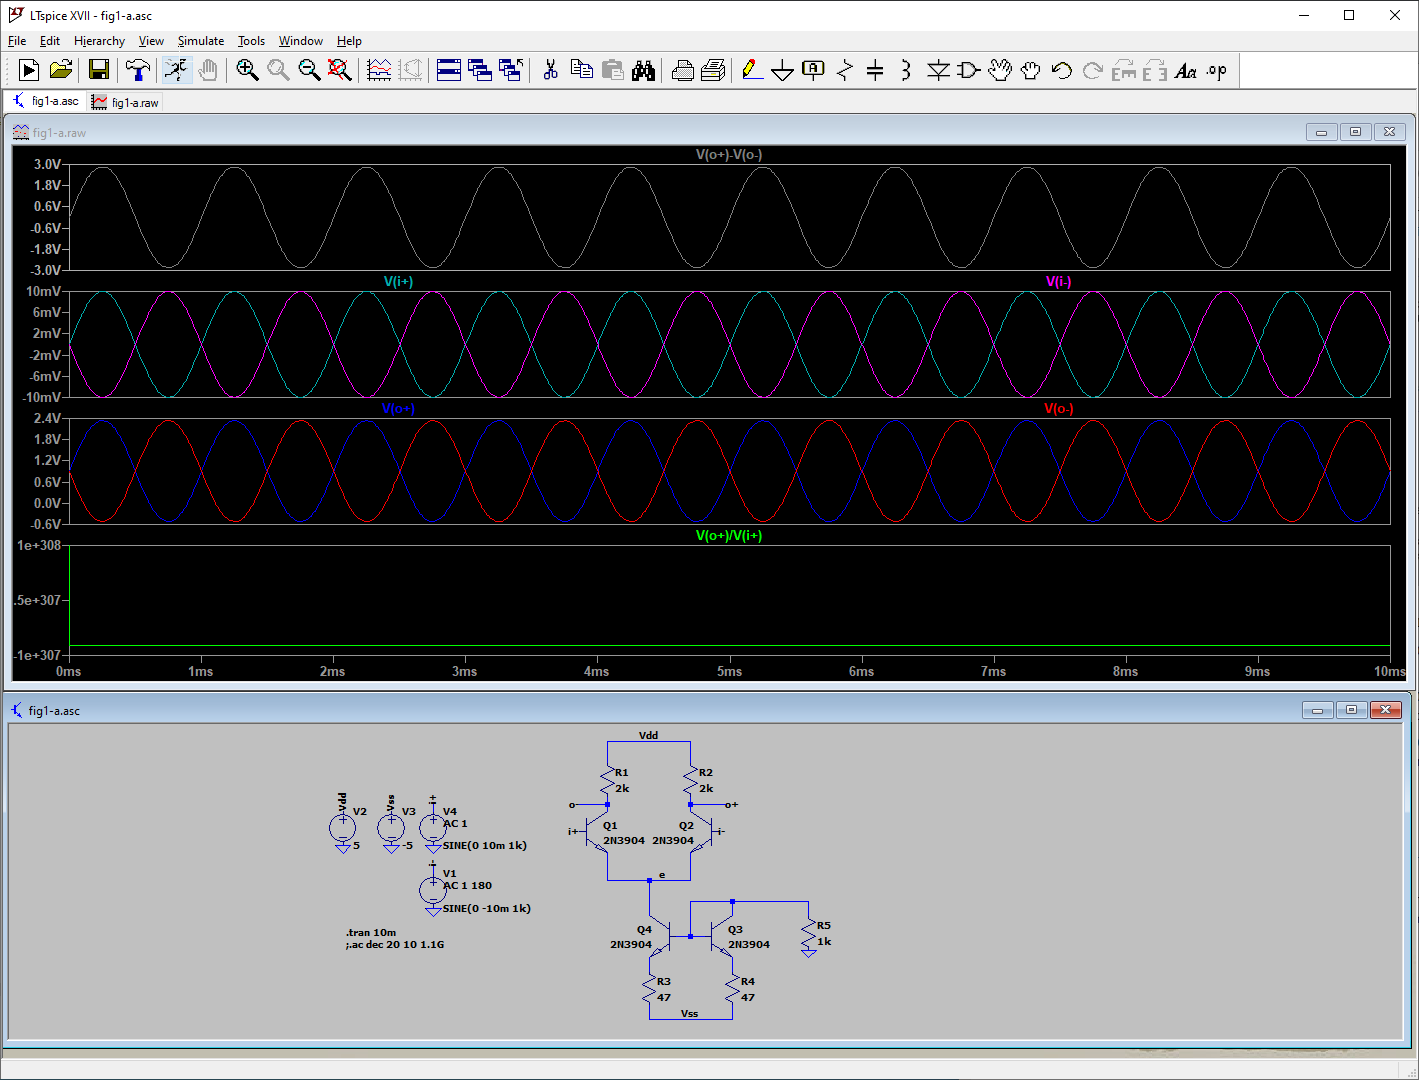 LTspice XVII - fig1-a.asc
File Edit Hierarchy View Simulate Tools Window Help
A Aa .op
fig1-a.asc fig1-a.raw
fig1-a.raw
V(o+)-V(o-)
3.0V
1.8V
0.6V
-0.6V
-1.8V
-3.0V
V(i+) V(i-)
10mV
6mV
2mV
-2mV
-6mV
-10mV
V(o+) V(o-)
2.4V
1.8V
1.2V
0.6V
0.0V
-0.6V
V(o+)/V(i+)
1e+308
.5e+307
-1e+307
0ms 1ms 2ms 3ms 4ms 5ms 6ms 7ms 8ms 9ms 10ms
fig1-a.asc
Vdd
R1 R2
2k 2k
o- o+
Vdd Vss i+
V2 V3 V4
AC 1
5 -5 SINE(0 10m 1k)
i+ Q1 Q2 i-
2N3904 2N3904
e
i-
V1
AC 1 180
SINE(0 -10m 1k)
.tran 10m
;.ac dec 20 10 1.1G
Q4 Q3 R5
2N3904 2N3904 1k
R3 R4
47 47
Vss